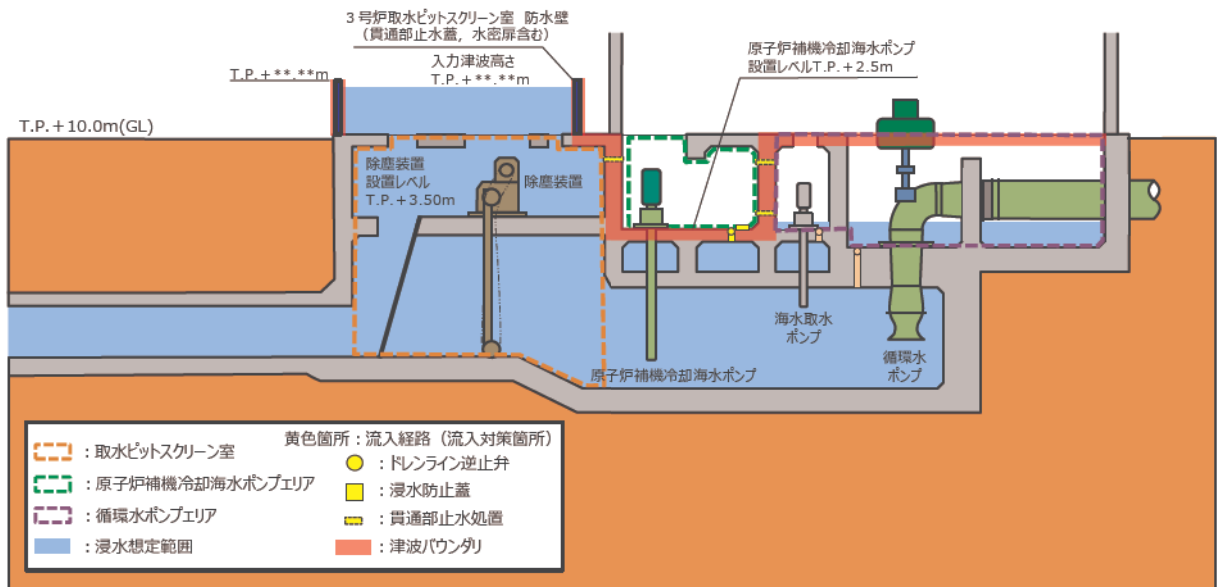 3号炉取水ピットスクリーン室 防水壁
(貫通部止水蓋, 水密扉含む)
T.P.+**.**m
入力津波高さ
T.P.+**.**m
原子炉補機冷却海水ポンプ
設置レベルT.P.+2.5m
T.P.+10.0m(GL)
除塵装置
設置レベル
T.P.+3.50m
除塵装置
海水取水
ポンプ
循環水
ポンプ
原子炉補機冷却海水ポンプ
:取水ピットスクリーン室
:原子炉補機冷却海水ポンプエリア
:循環水ポンプエリア
:浸水想定範囲
黄色箇所:流入経路(流入対策箇所)
:ドレンライン逆止弁
:浸水防止蓋
:貫通部止水処置
:津波バウンダリ